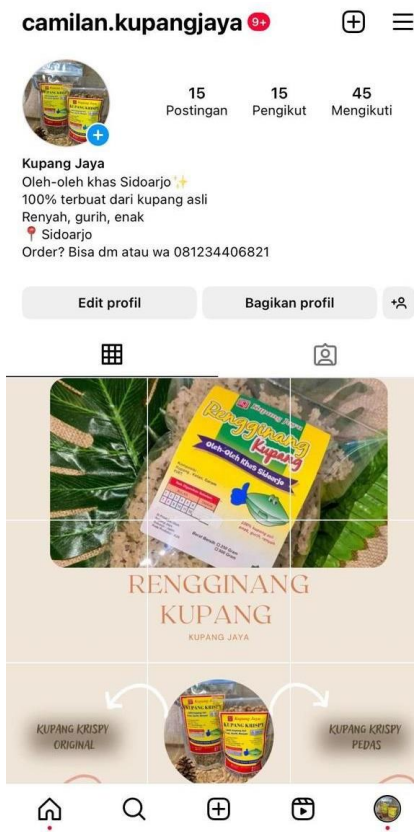 camilan.kupangjaya 9+
15 15 45
Postingan Pengikut Mengikuti
Kupang Jaya
Oleh-oleh khas Sidoarjo✨
100% terbuat dari kupang asli
Renyah, gurih, enak
📍 Sidoarjo
Order? Bisa dm atau wa 081234406821
Edit profil Bagikan profil
Kupang Jaya
Rengginang
Kupang
Oleh-Oleh Khas Sidoarjo
RENGGINANG
KUPANG
KUPANG JAYA
KUPANG KRISPY
ORIGINAL
KUPANG KRISPY
PEDAS